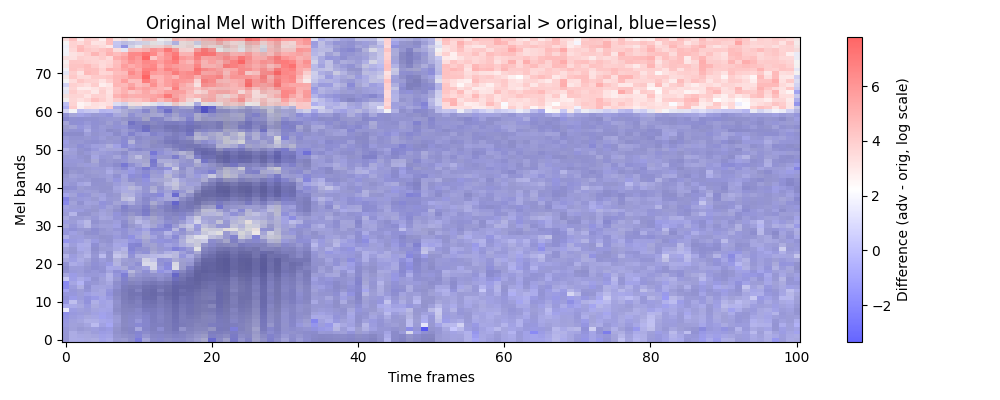 Original Mel with Differences (red=adversarial > original, blue=less)
Mel bands
70
60
50
40
30
20
10
0
0 20 40 60 80 100
Time frames
6
4
2
0
−2
Difference (adv - orig, log scale)